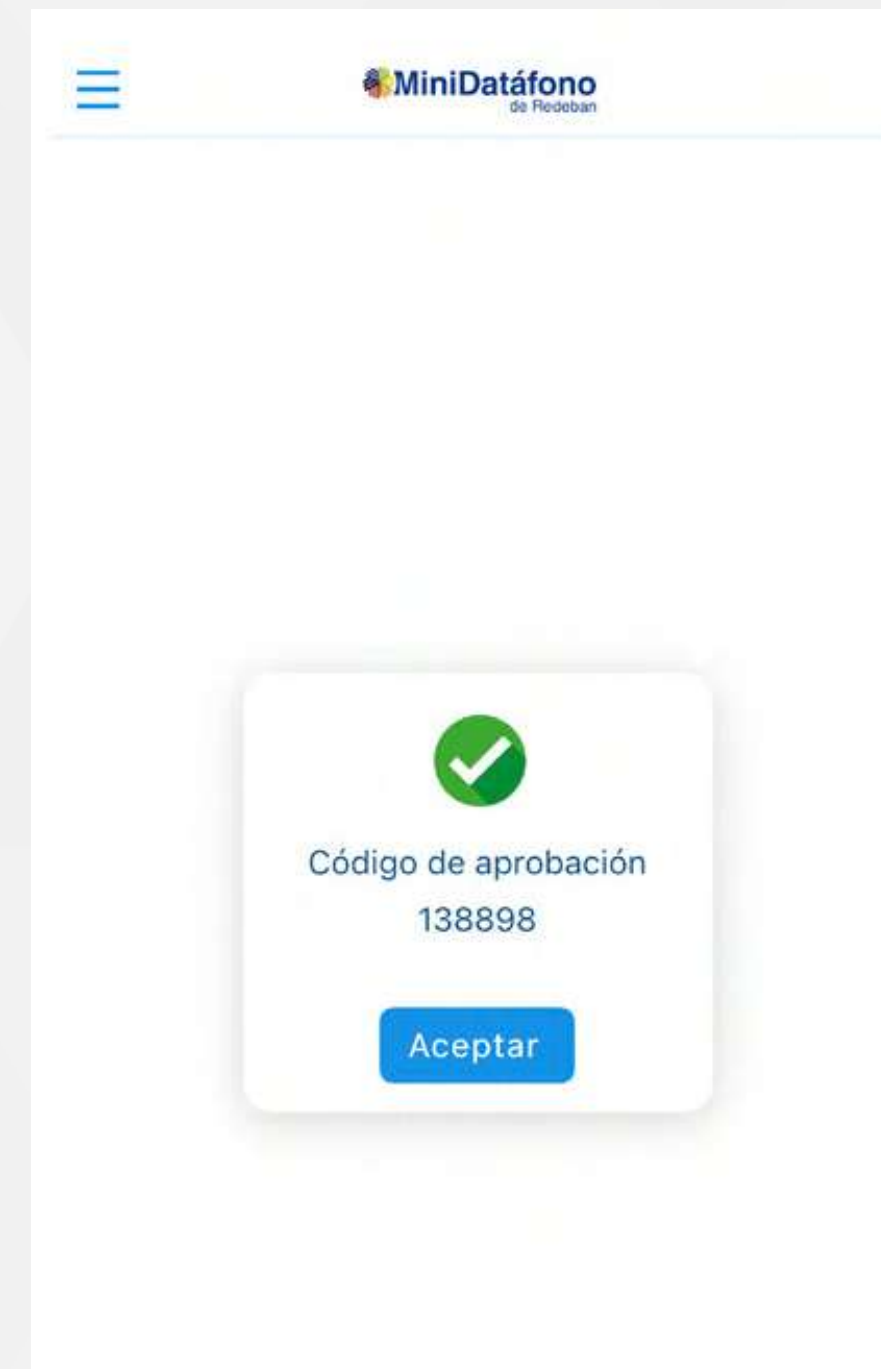 MiniDatáfono
de Redeban
Código de aprobación
138898
Aceptar